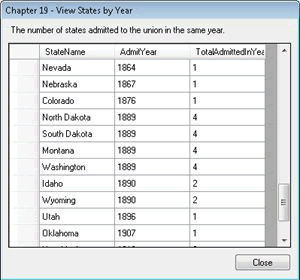 Chapter 19 - View States by Year
The number of states admitted to the union in the same year.
StateName AdmitYear TotalAdmittedInYea
Nevada 1864 1
Nebraska 1867 1
Colorado 1876 1
North Dakota 1889 4
South Dakota 1889 4
Montana 1889 4
Washington 1889 4
Idaho 1890 2
Wyoming 1890 2
Utah 1896 1
Oklahoma 1907 1
Close